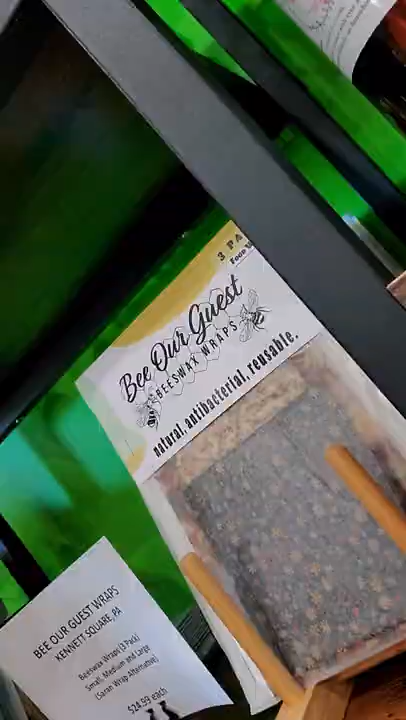 3 PA
Food W
Bee Our Guest
BEESWAX WRAPS
natural, antibacterial, reusable.
BEE OUR GUEST WRAPS
KENNETT SQUARE, PA
Beeswax Wraps (3 Pack)
Small, Medium and Large
(Saran Wrap Alternative)
$24.99 each